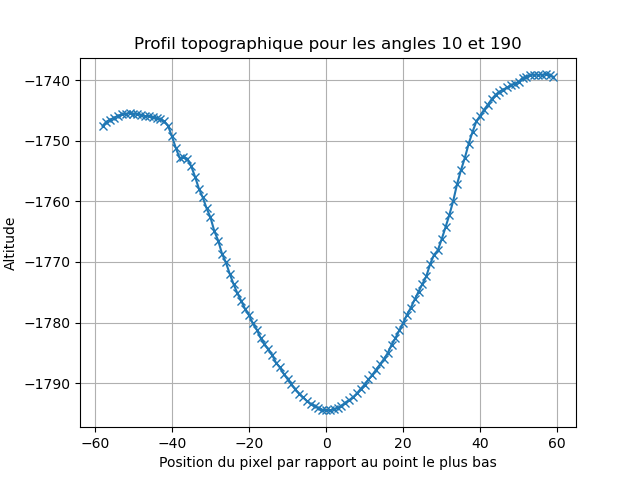 Profil topographique pour les angles 10 et 190
−1740
−1750
−1760
−1770
−1780
−1790
Altitude
−60 −40 −20 0 20 40 60
Position du pixel par rapport au point le plus bas